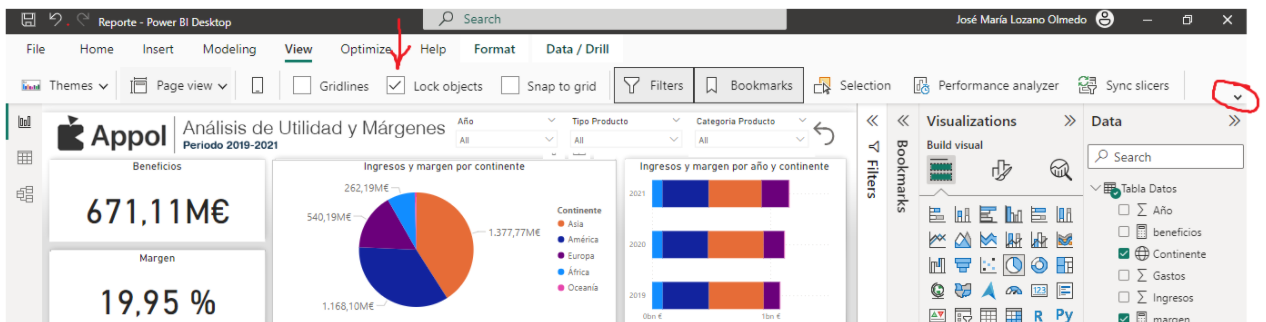 Reporte - Power BI Desktop
Search
José María Lozano Olmedo
File Home Insert Modeling View Optimize Help Format Data / Drill
Themes Page view Gridlines Lock objects Snap to grid Filters Bookmarks Selection Performance analyzer Sync slicers
Appol
Análisis de Utilidad y Márgenes
Periodo 2019-2021
Año
All
Tipo Producto
All
Categoria Producto
All
Beneficios
671,11M€
Margen
19,95 %
Ingresos y margen por continente
262,19M€
540,19M€
1.377,77M€
1.168,10M€
Continente
Asia
América
Europa
África
Oceanía
Ingresos y margen por año y continente
2021
2020
2019
0bn €
1bn €
Filters
Bookmarks
Visualizations
Build visual
123
R Py
Data
Search
Tabla Datos
Año
beneficios
Continente
Gastos
Ingresos
margen